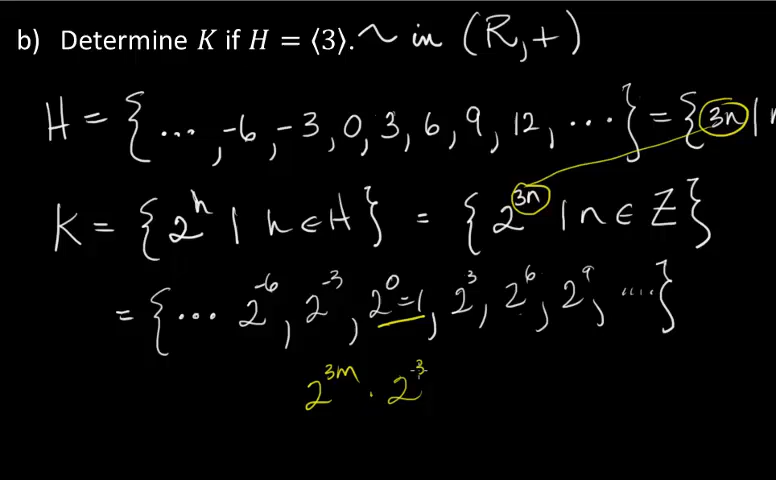 b) Determine K if H = ⟨3⟩. ~ in (R,+)
H = {..., -6, -3, 0, 3, 6, 9, 12, ...} = {3n | n
K = {2^h | h ∈ H} = {2^{3n} | n ∈ Z}
= {... 2^{-6}, 2^{-3}, 2^0=1, 2^3, 2^6, 2^9, ....}
2^{3m} · 2^{-3}